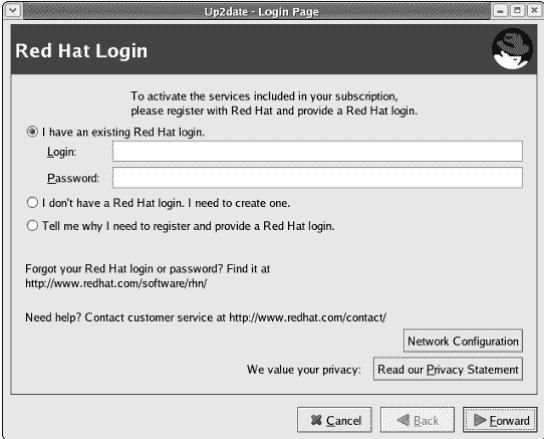 Up2date - Login Page
Red Hat Login
To activate the services included in your subscription,
please register with Red Hat and provide a Red Hat login.
I have an existing Red Hat login.
Login:
Password:
I don't have a Red Hat login. I need to create one.
Tell me why I need to register and provide a Red Hat login.
Forgot your Red Hat login or password? Find it at
http://www.redhat.com/software/rhn/
Need help? Contact customer service at http://www.redhat.com/contact/
Network Configuration
We value your privacy: Read our Privacy Statement
Cancel Back Forward